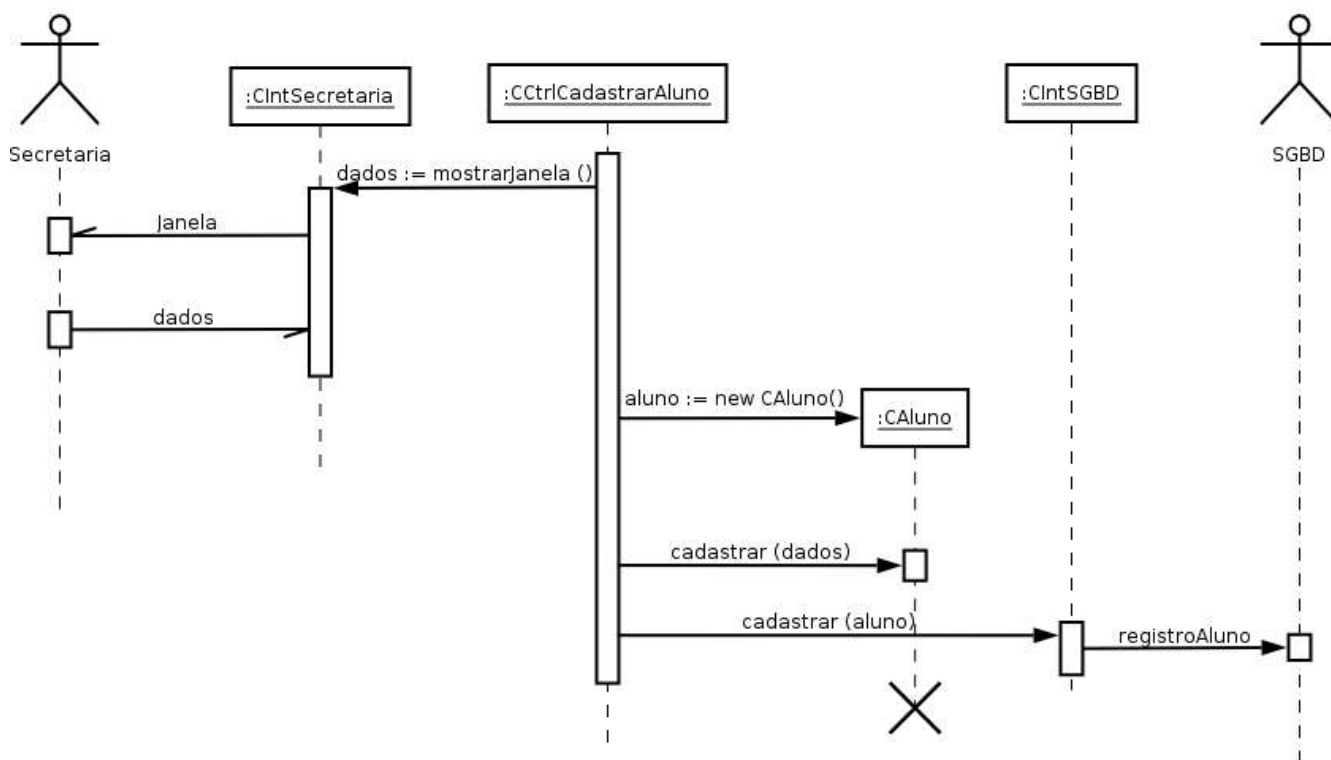 :CIntSecretaria
:CCtrlCadastrarAluno
:CIntSGBD
Secretaria
SGBD
dados := mostrarJanela ()
Janela
dados
aluno := new CAluno()
:CAluno
cadastrar (dados)
cadastrar (aluno)
registroAluno